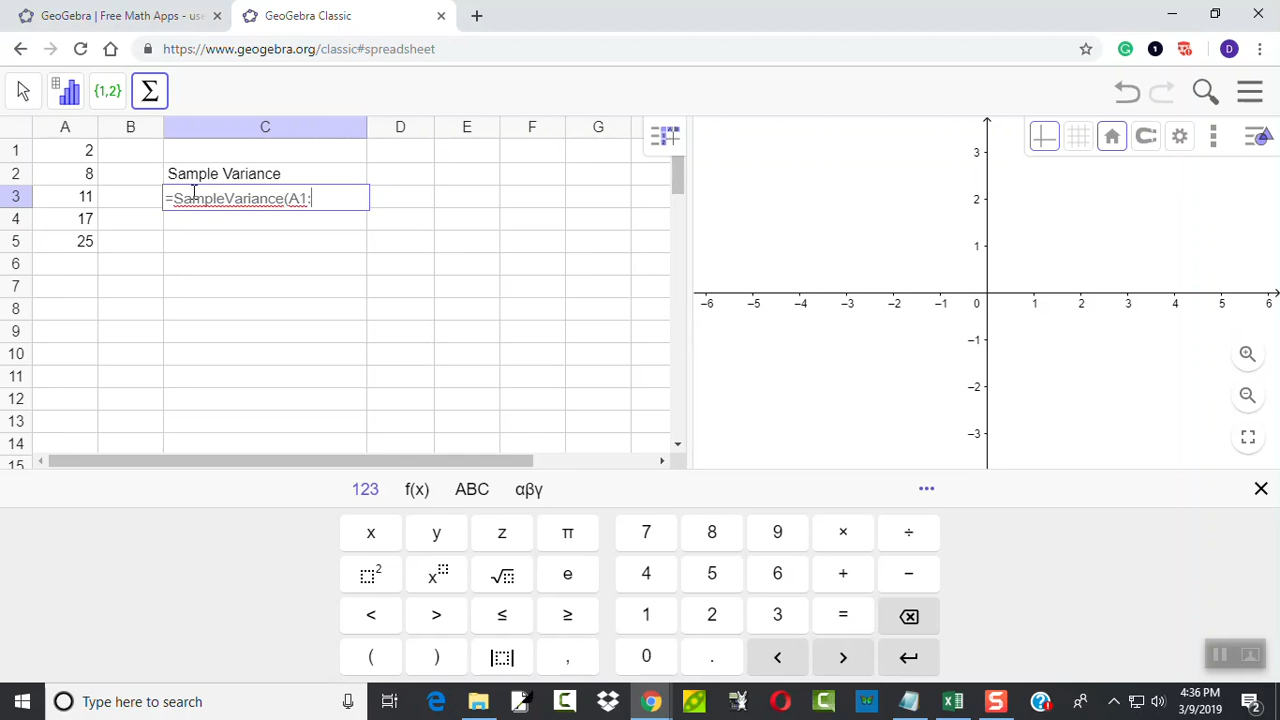 GeoGebra | Free Math Apps - use
GeoGebra Classic
https://www.geogebra.org/classic#spreadsheet
1
D
{1,2}
Σ
A B C D E F G
1 2
2 8 Sample Variance
3 11 =SampleVariance(A1:
4 17
5 25
6
7
8
9
10
11
12
13
14
15
3
2
1
−6 −5 −4 −3 −2 −1 0 1 2 3 4 5 6
−1
−2
−3
123 f(x) ABC αβγ
x y z π 7 8 9 × ÷
□² x□ √□ e 4 5 6 + −
< > ≤ ≥ 1 2 3 =
( ) |□| , 0 . < >
Type here to search
4:36 PM
3/9/2019
2